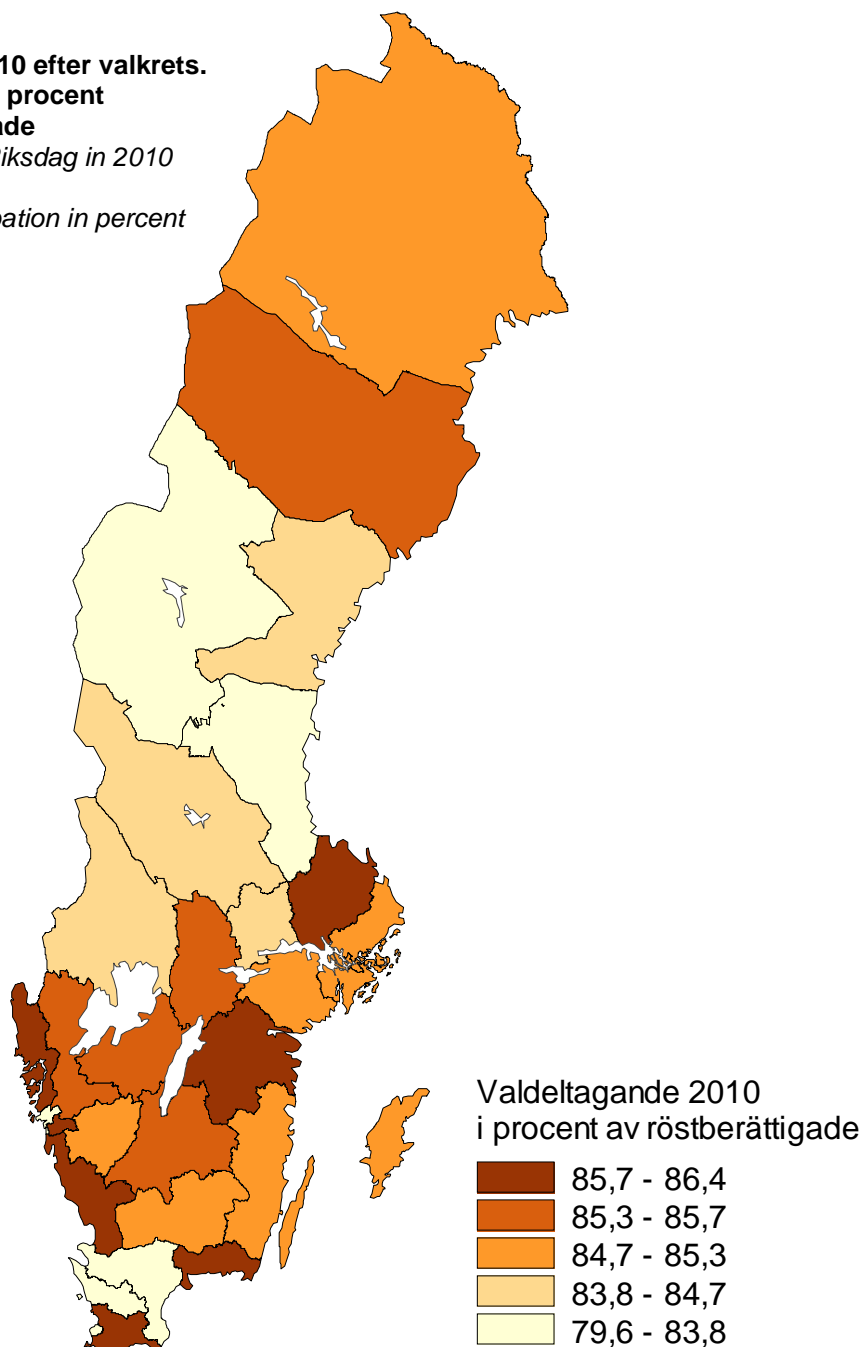 10 efter valkrets.
procent
ade
Riksdag in 2010
pation in percent
Valdeltagande 2010
i procent av röstberättigade
85,7 - 86,4
85,3 - 85,7
84,7 - 85,3
83,8 - 84,7
79,6 - 83,8